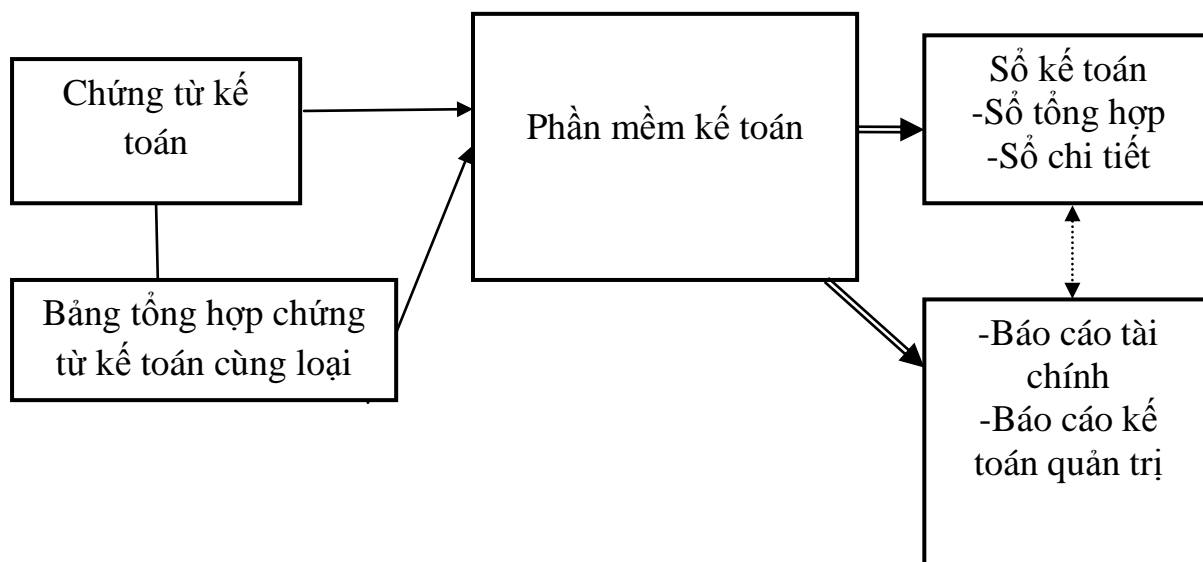 Chứng từ kế
toán
Bảng tổng hợp chứng
từ kế toán cùng loại
Phần mềm kế toán
Sổ kế toán
-Sổ tổng hợp
-Sổ chi tiết
-Báo cáo tài
chính
-Báo cáo kế
toán quản trị